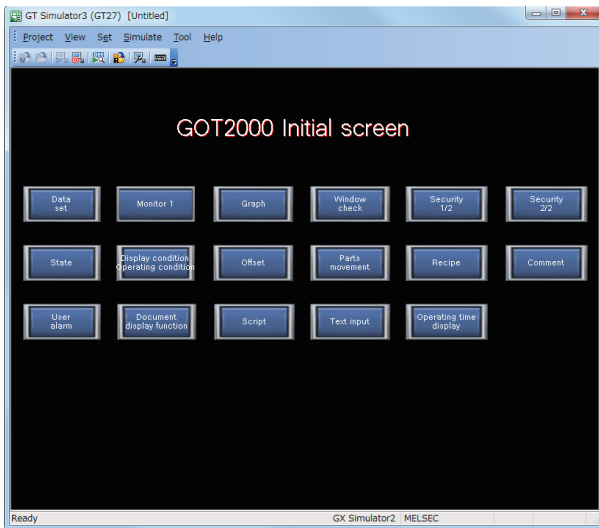 GT Simulator3 (GT27) [Untitled]
Project View Set Simulate Tool Help
GOT2000 Initial screen
Data
set
Monitor 1
Graph
Window
check
Security
1/2
Security
2/2
State
Display condition
Operating condition
Offset
Parts
movement
Recipe
Comment
User
alarm
Document
display function
Script
Text input
Operating time
display
Ready GX Simulator2 MELSEC